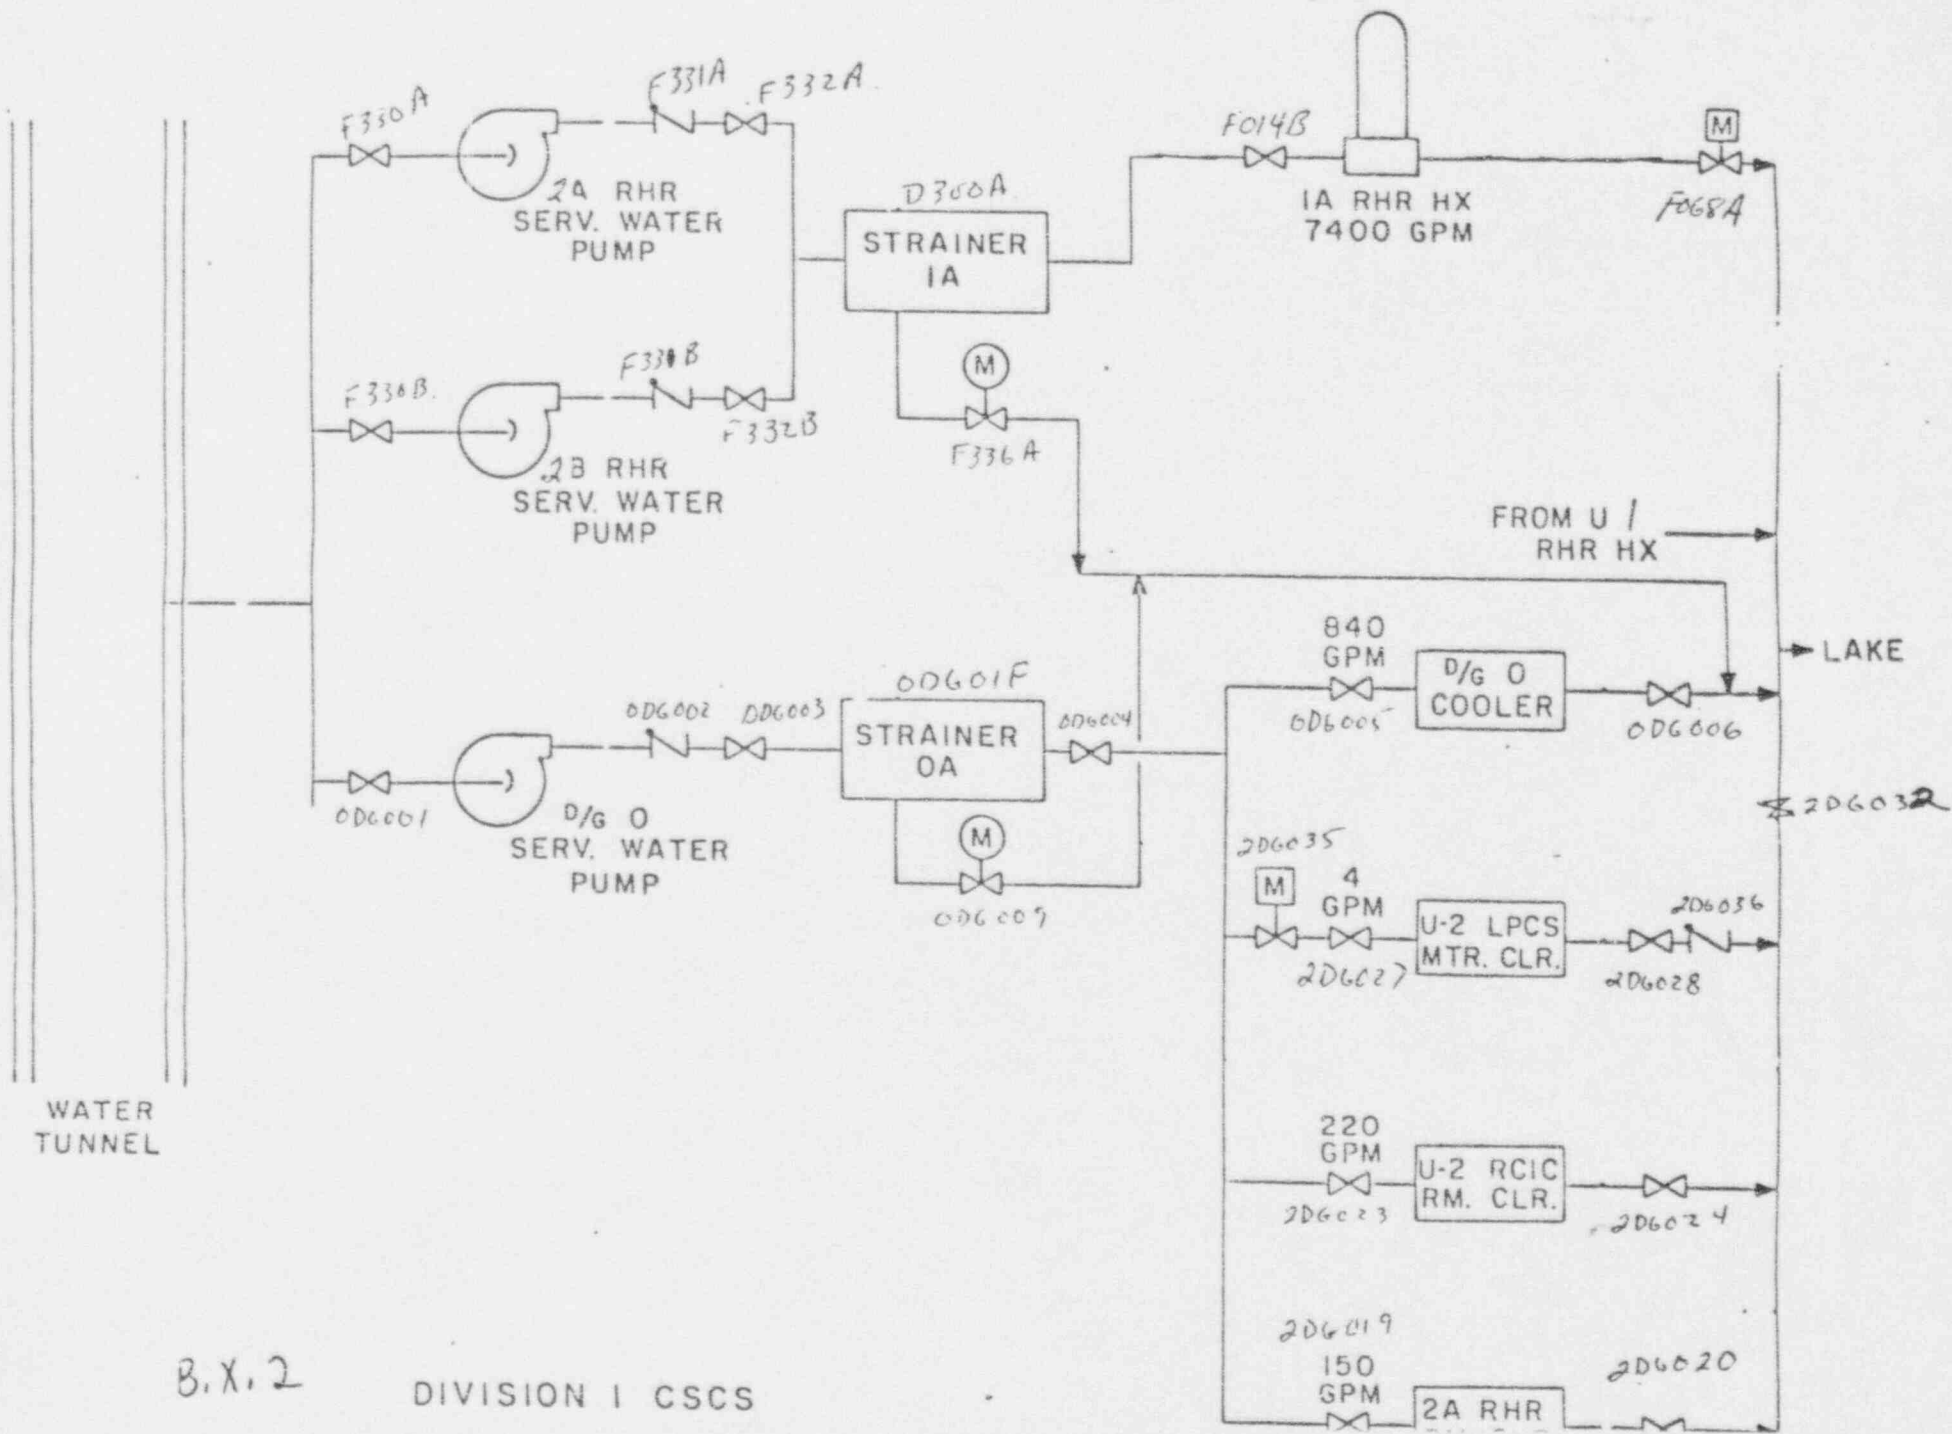 F330A
F331A
F332A
2A RHR
SERV. WATER
PUMP
D300A
STRAINER
1A
F014B
1A RHR HX
7400 GPM
M
F068A
F330B.
F331B
F332B
2B RHR
SERV. WATER
PUMP
M
F336A
FROM U 1
RHR HX
LAKE
0DG01F
STRAINER
0A
0DG001
D/G 0
SERV. WATER
PUMP
0DG002
0DG003
0DG004
M
0DG009
840
GPM
0DG005
D/G 0
COOLER
0DG006
2DG032
2DG035
M
4
GPM
2DG027
U-2 LPCS
MTR. CLR.
2DG028
2DG036
220
GPM
2DG023
U-2 RCIC
RM. CLR.
2DG024
2DG019
150
GPM
2A RHR
2DG020
WATER
TUNNEL
B.X.2
DIVISION 1 CSCS